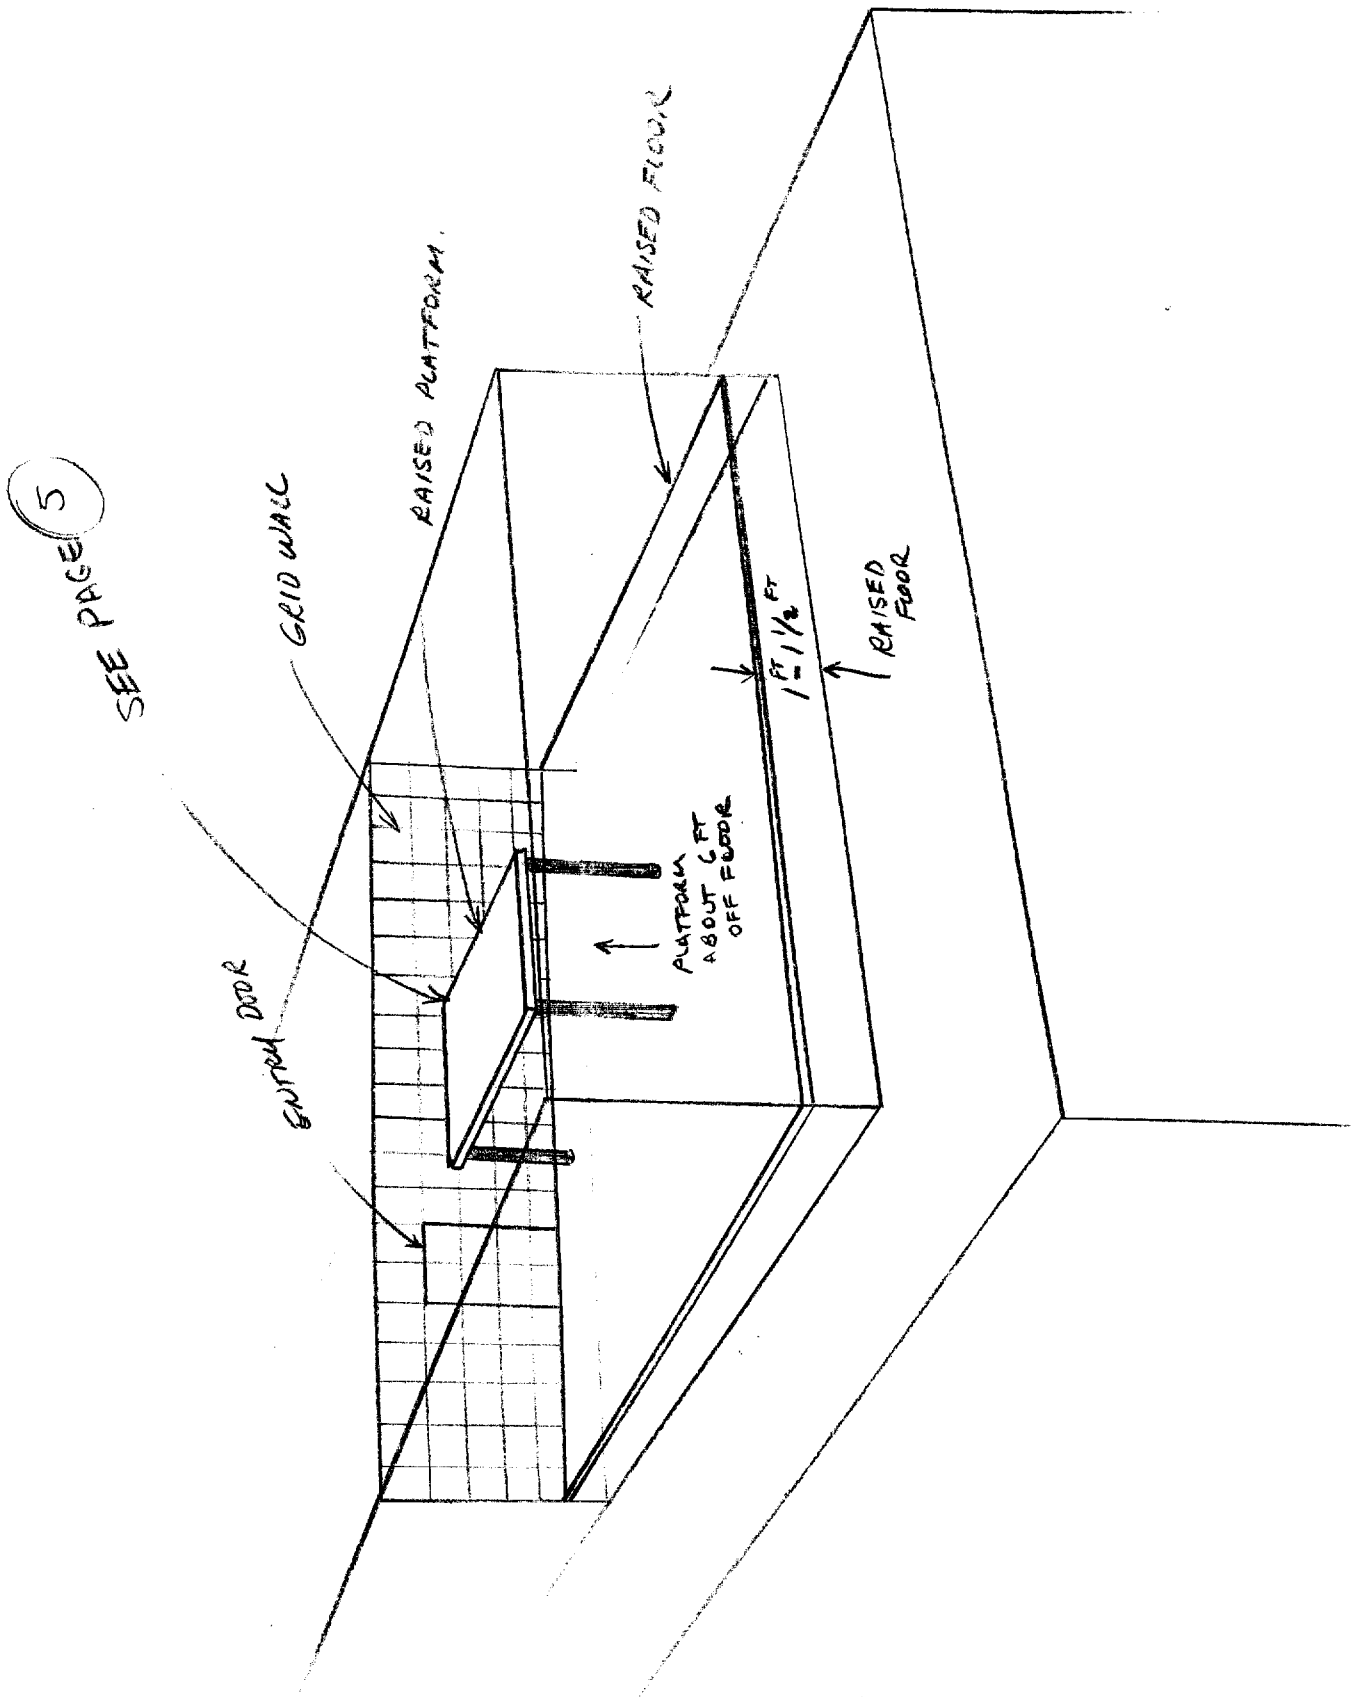 SEE PAGE 5
GRID WALL
RAISED PLATFORM.
ENTRY DOOR
RAISED FLOOR
PLATFORM
ABOUT 6 FT
OFF FLOOR
1 FT - 1 1/2 FT
RAISED
FLOOR